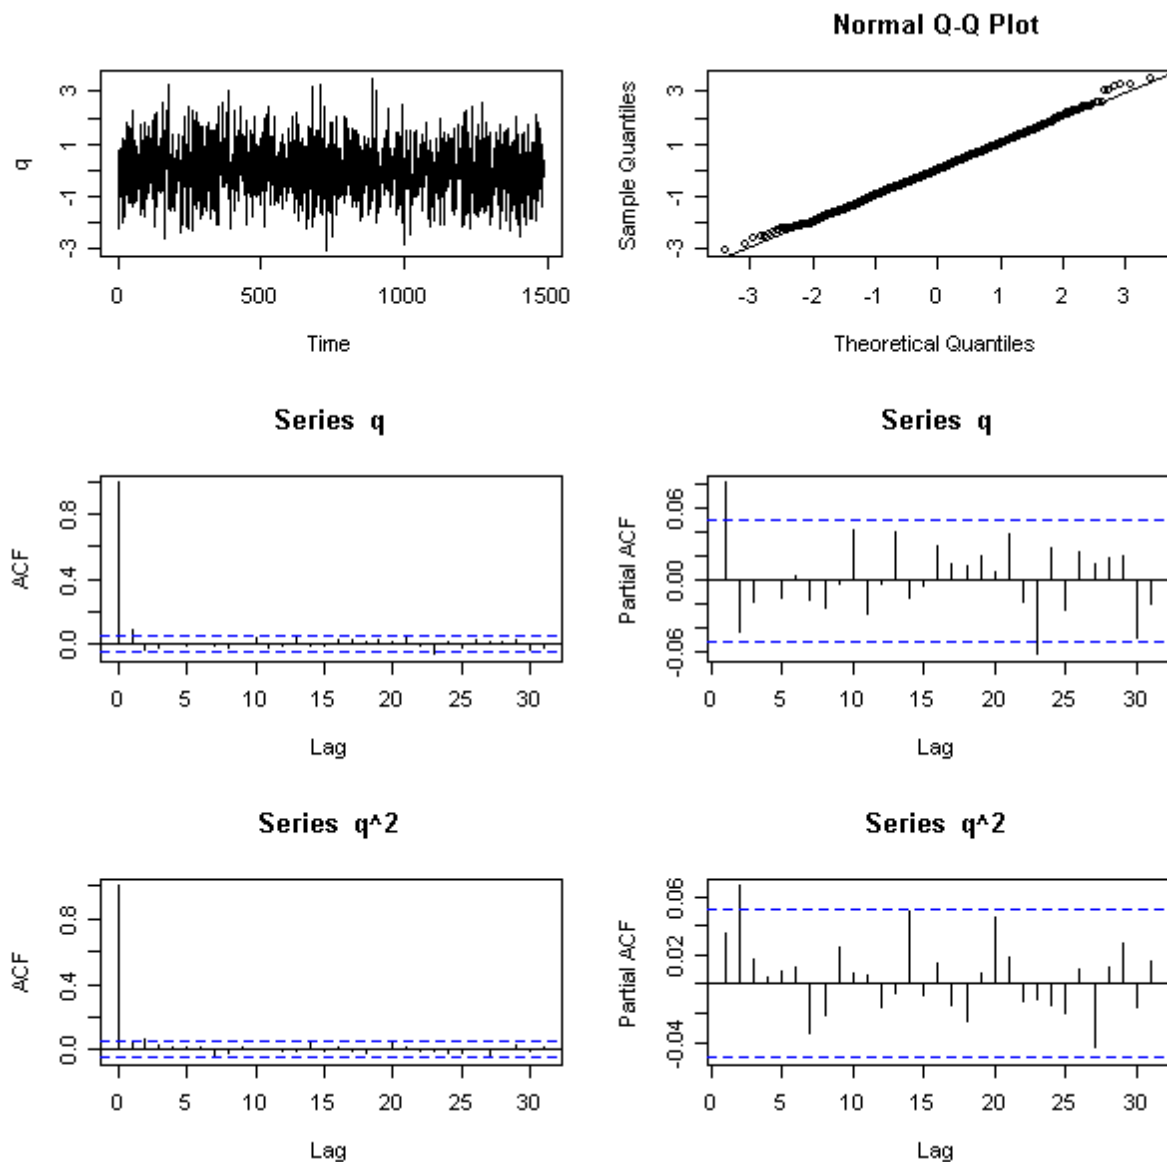 Normal Q-Q Plot
q
3
1
-1
-3
0 500 1000 1500
Time
Sample Quantiles
3
1
-1
-3
-3 -2 -1 0 1 2 3
Theoretical Quantiles
Series q
ACF
0.8
0.4
0.0
0 5 10 15 20 25 30
Lag
Series q
Partial ACF
0.06
0.00
-0.06
0 5 10 15 20 25 30
Lag
Series q^2
ACF
0.8
0.4
0.0
0 5 10 15 20 25 30
Lag
Series q^2
Partial ACF
0.06
0.02
-0.04
0 5 10 15 20 25 30
Lag